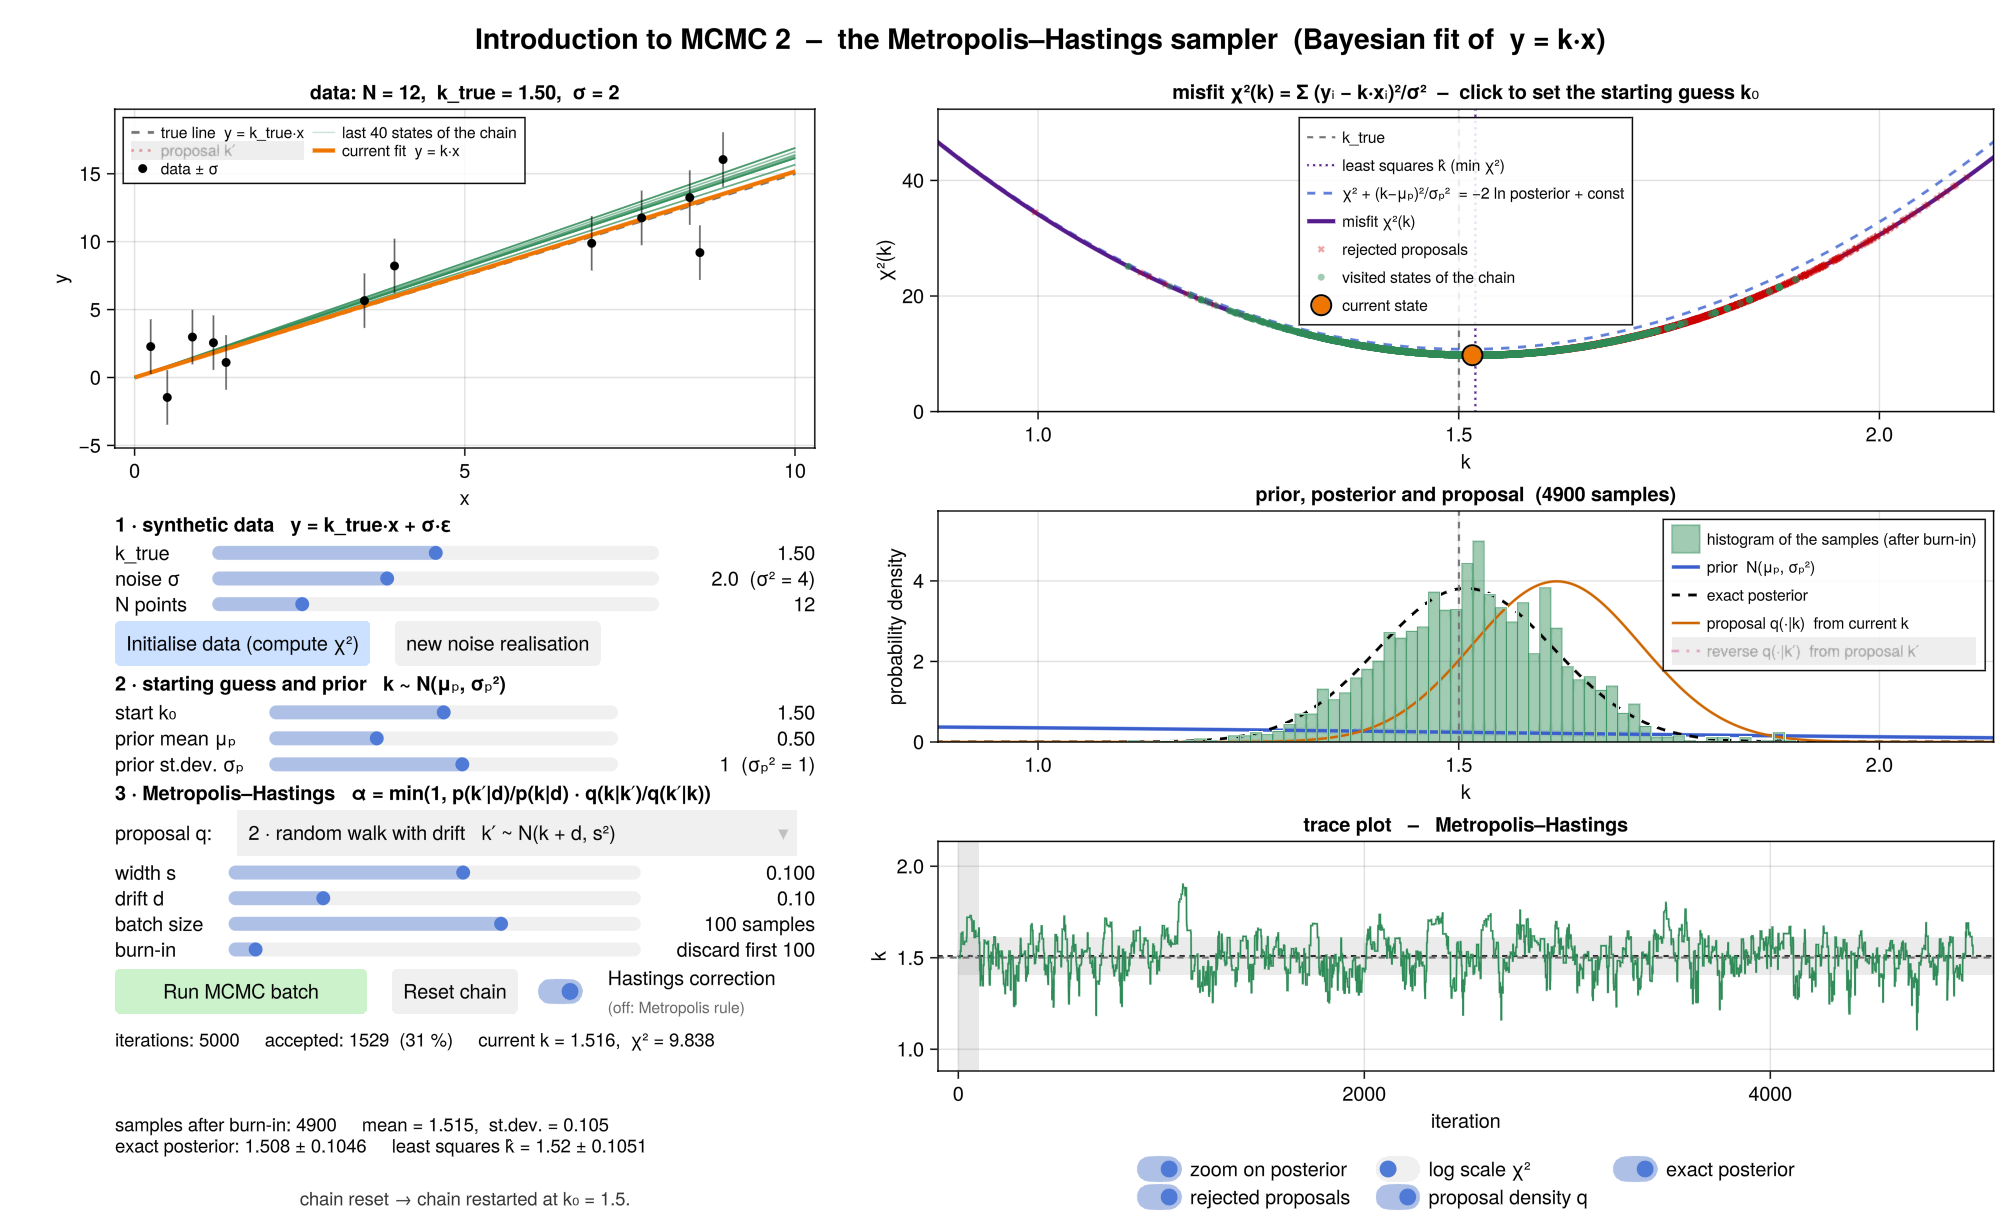 Introduction to MCMC 2 – the Metropolis–Hastings sampler (Bayesian fit of y = k·x)
data: N = 12, k_true = 1.50, σ = 2
true line y = k_true·x
last 40 states of the chain
proposal k′
current fit y = k·x
data ± σ
15
10
5
0
−5
y
0
5
10
x
misfit χ²(k) = Σ (yᵢ − k·xᵢ)²/σ² – click to set the starting guess k₀
k_true
least squares k̂ (min χ²)
χ² + (k−μₚ)²/σₚ² = −2 ln posterior + const
misfit χ²(k)
rejected proposals
visited states of the chain
current state
40
20
0
χ²(k)
1.0
1.5
2.0
k
1 · synthetic data y = k_true·x + σ·ε
k_true
1.50
noise σ
2.0 (σ² = 4)
N points
12
Initialise data (compute χ²)
new noise realisation
2 · starting guess and prior k ~ N(μₚ, σₚ²)
start k₀
1.50
prior mean μₚ
0.50
prior st.dev. σₚ
1 (σₚ² = 1)
3 · Metropolis–Hastings α = min(1, p(k′|d)/p(k|d) · q(k|k′)/q(k′|k))
proposal q:
2 · random walk with drift k′ ~ N(k + d, s²) ▾
width s
0.100
drift d
0.10
batch size
100 samples
burn-in
discard first 100
Run MCMC batch
Reset chain
Hastings correction
(off: Metropolis rule)
iterations: 5000 accepted: 1529 (31 %) current k = 1.516, χ² = 9.838
samples after burn-in: 4900 mean = 1.515, st.dev. = 0.105
exact posterior: 1.508 ± 0.1046 least squares k̂ = 1.52 ± 0.1051
chain reset → chain restarted at k₀ = 1.5.
prior, posterior and proposal (4900 samples)
histogram of the samples (after burn-in)
prior N(μₚ, σₚ²)
exact posterior
proposal q(·|k) from current k
reverse q(·|k′) from proposal k′
4
2
0
probability density
1.0
1.5
2.0
k
trace plot – Metropolis–Hastings
2.0
1.5
1.0
k
0
2000
4000
iteration
zoom on posterior
log scale χ²
exact posterior
rejected proposals
proposal density q